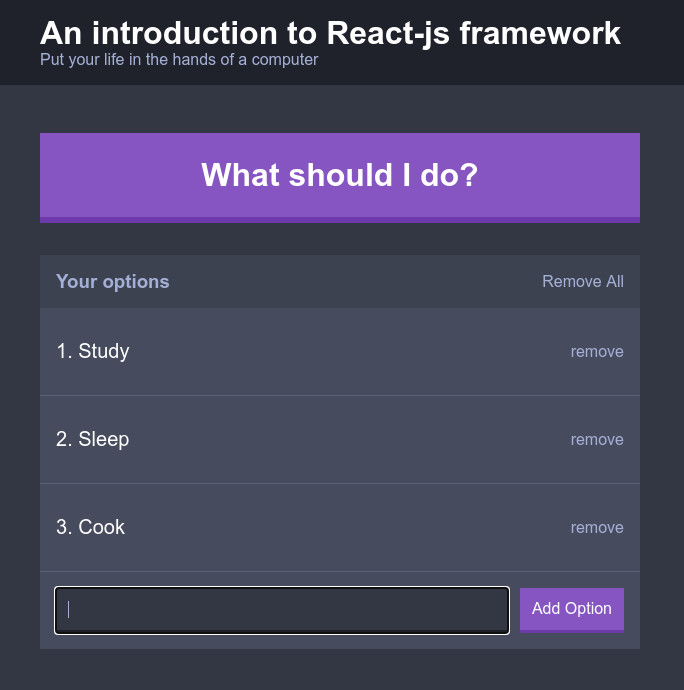 An introduction to React-js framework
Put your life in the hands of a computer
What should I do?
Your options Remove All
1. Study remove
2. Sleep remove
3. Cook remove
Add Option